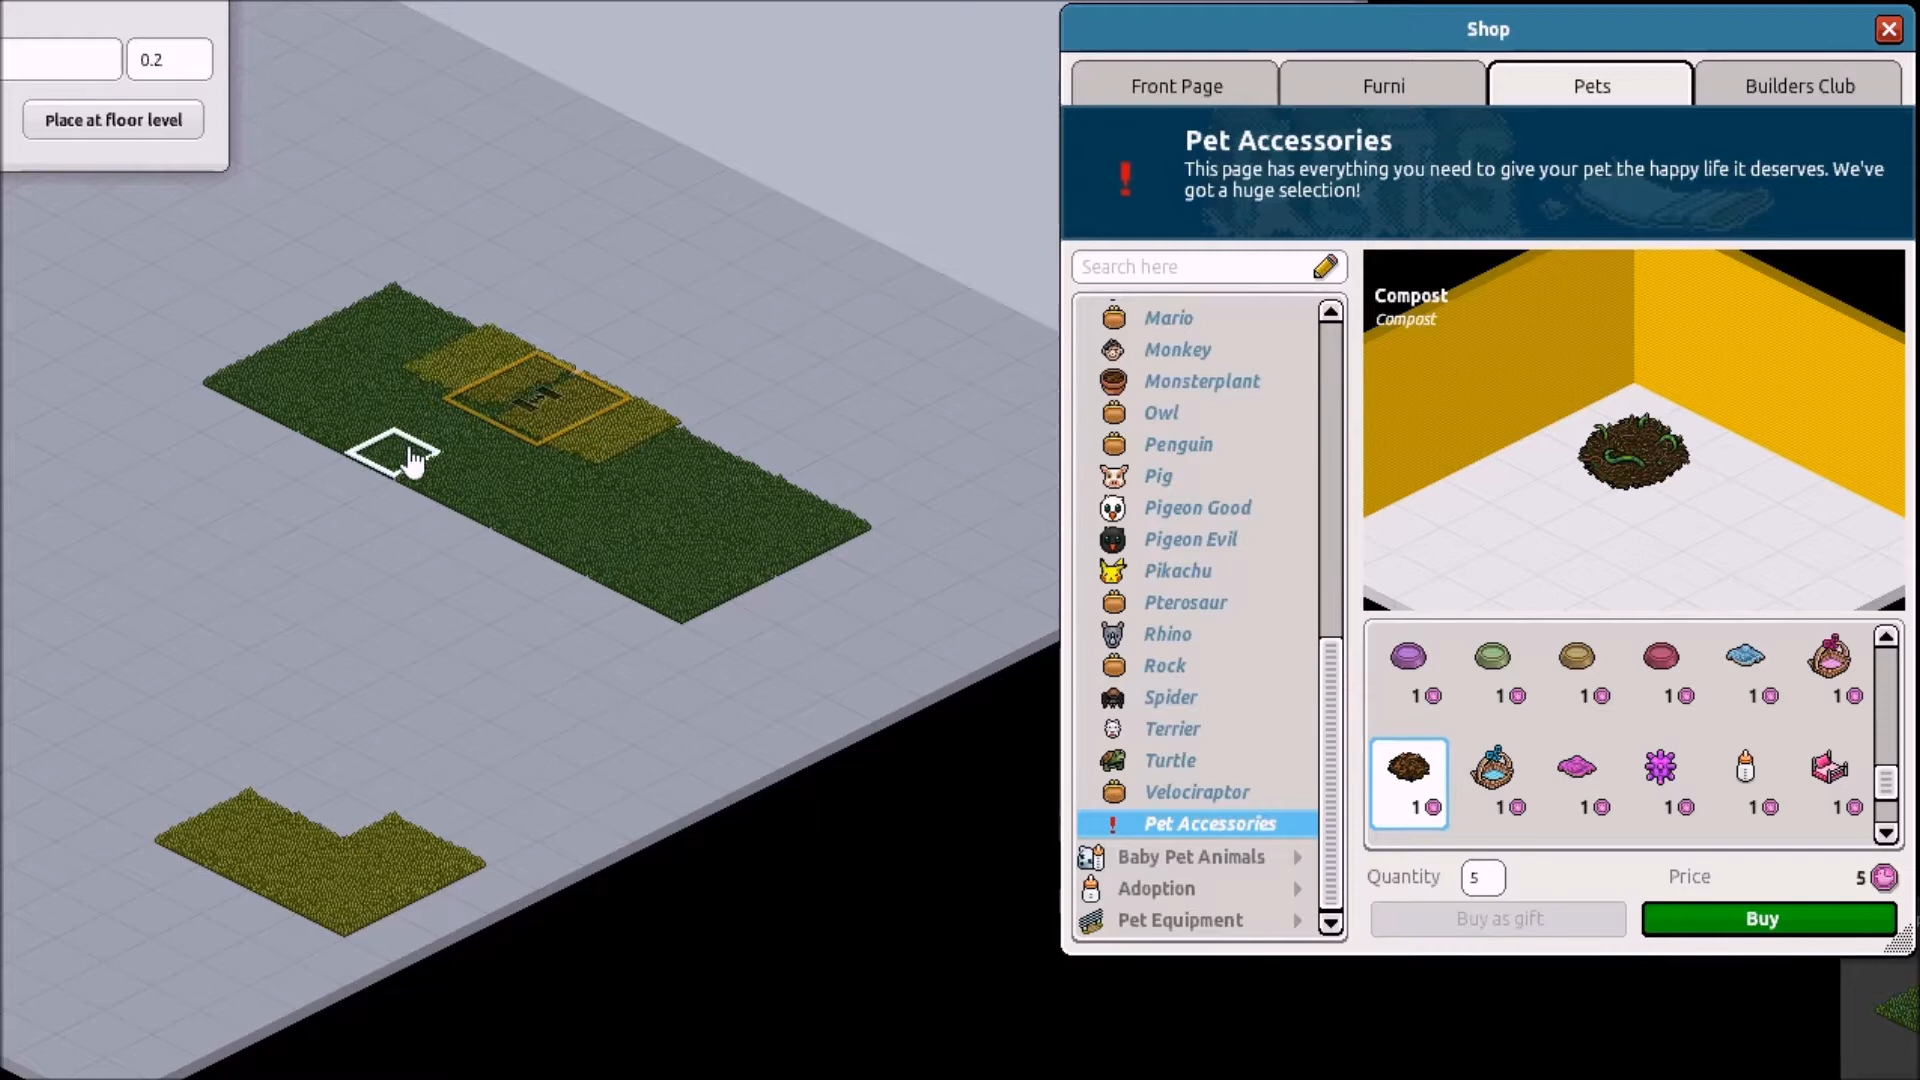 0.2
Place at floor level
Shop
Front Page
Furni
Pets
Builders Club
Pet Accessories
This page has everything you need to give your pet the happy life it deserves. We've
got a huge selection!
Search here
Mario
Monkey
Monsterplant
Owl
Penguin
Pig
Pigeon Good
Pigeon Evil
Pikachu
Pterosaur
Rhino
Rock
Spider
Terrier
Turtle
Velociraptor
Pet Accessories
Baby Pet Animals
Adoption
Pet Equipment
Compost
Compost
1 1 1 1 1 1
1 1 1 1 1 1
Quantity 5 Price 5
Buy as gift
Buy